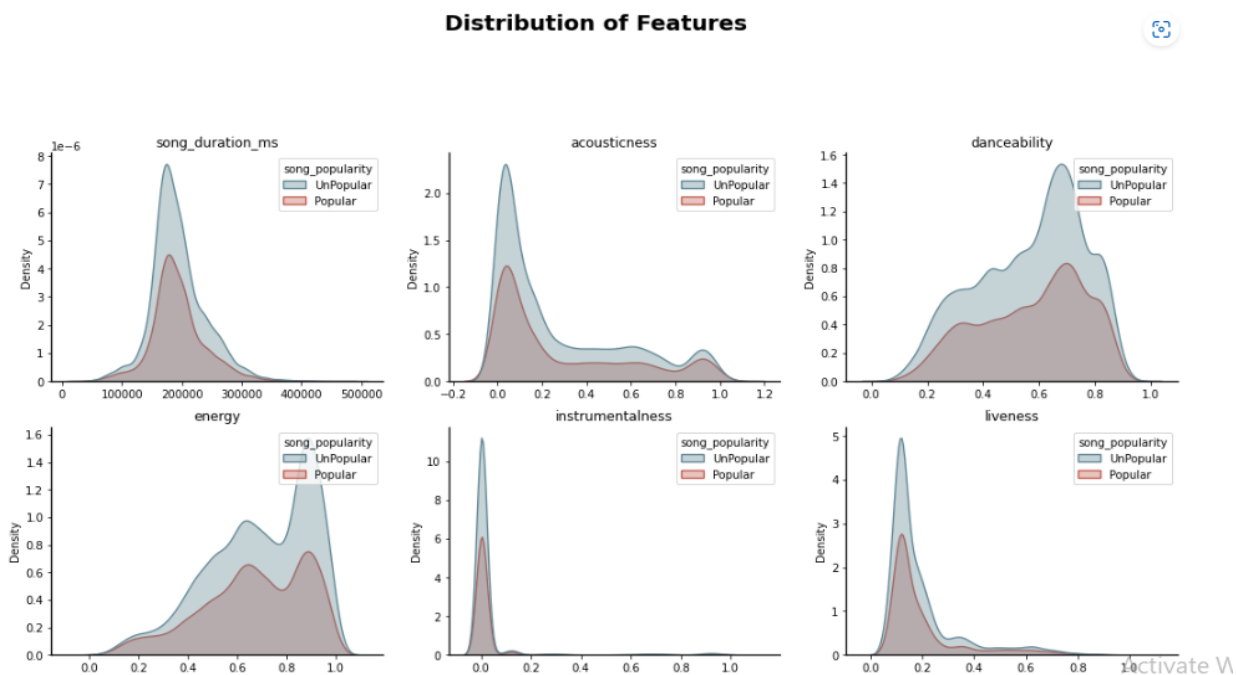 Distribution of Features
song_duration_ms
1e−6
8
7
6
5
4
3
2
1
0
Density
0 100000 200000 300000 400000 500000
song_popularity
UnPopular
Popular
acousticness
2.0
1.5
1.0
0.5
0.0
Density
−0.2 0.0 0.2 0.4 0.6 0.8 1.0 1.2
song_popularity
UnPopular
Popular
danceability
1.6
1.4
1.2
1.0
0.8
0.6
0.4
0.2
0.0
Density
0.0 0.2 0.4 0.6 0.8 1.0
song_popularity
UnPopular
Popular
energy
1.6
1.4
1.2
1.0
0.8
0.6
0.4
0.2
0.0
Density
0.0 0.2 0.4 0.6 0.8 1.0
song_popularity
UnPopular
Popular
instrumentalness
10
8
6
4
2
0
Density
0.0 0.2 0.4 0.6 0.8 1.0
song_popularity
UnPopular
Popular
liveness
5
4
3
2
1
0
Density
0.0 0.2 0.4 0.6 0.8 1.0
song_popularity
UnPopular
Popular
Activate W